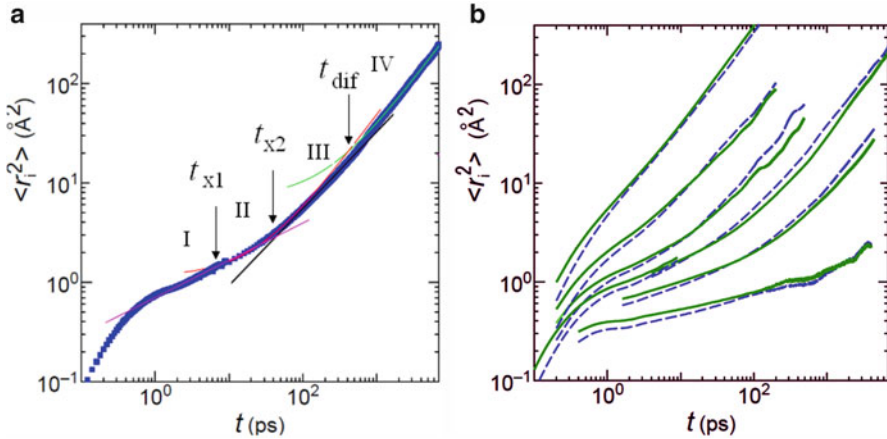 a
b
<r_i^2> (Å^2)
10^2
10^1
10^0
10^−1
t_x1
t_x2
t_dif
I
II
III
IV
10^0
10^2
t (ps)
<r_i^2> (Å^2)
10^2
10^1
10^0
10^−1
10^0
10^2
t (ps)